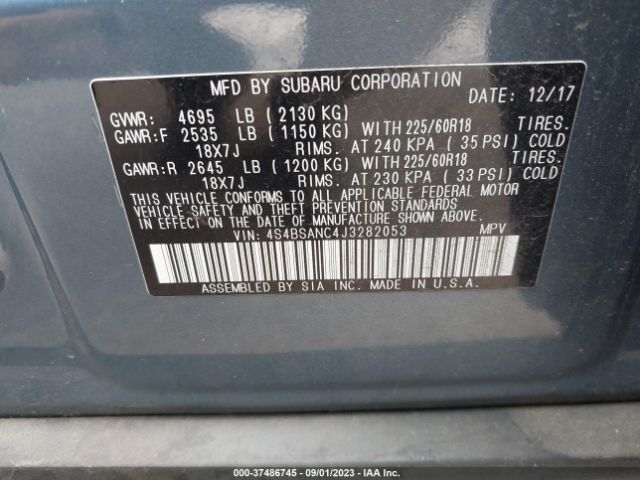 MFD BY SUBARU CORPORATION
DATE: 12/17
GVWR: 4695 LB ( 2130 KG)
GAWR:F 2535 LB ( 1150 KG) WITH 225/60R18 TIRES.
18X7J RIMS. AT 240 KPA ( 35 PSI) COLD
GAWR:R 2645 LB ( 1200 KG) WITH 225/60R18 TIRES.
18X7J RIMS. AT 230 KPA ( 33 PSI) COLD
THIS VEHICLE CONFORMS TO ALL APPLICABLE FEDERAL MOTOR
VEHICLE SAFETY AND THEFT PREVENTION STANDARDS
IN EFFECT ON THE DATE OF MANUFACTURE SHOWN ABOVE.
VIN: 4S4BSANC4J3282053 MPV
ASSEMBLED BY SIA INC. MADE IN U.S.A.
000-37486745 - 09/01/2023 - IAA Inc.